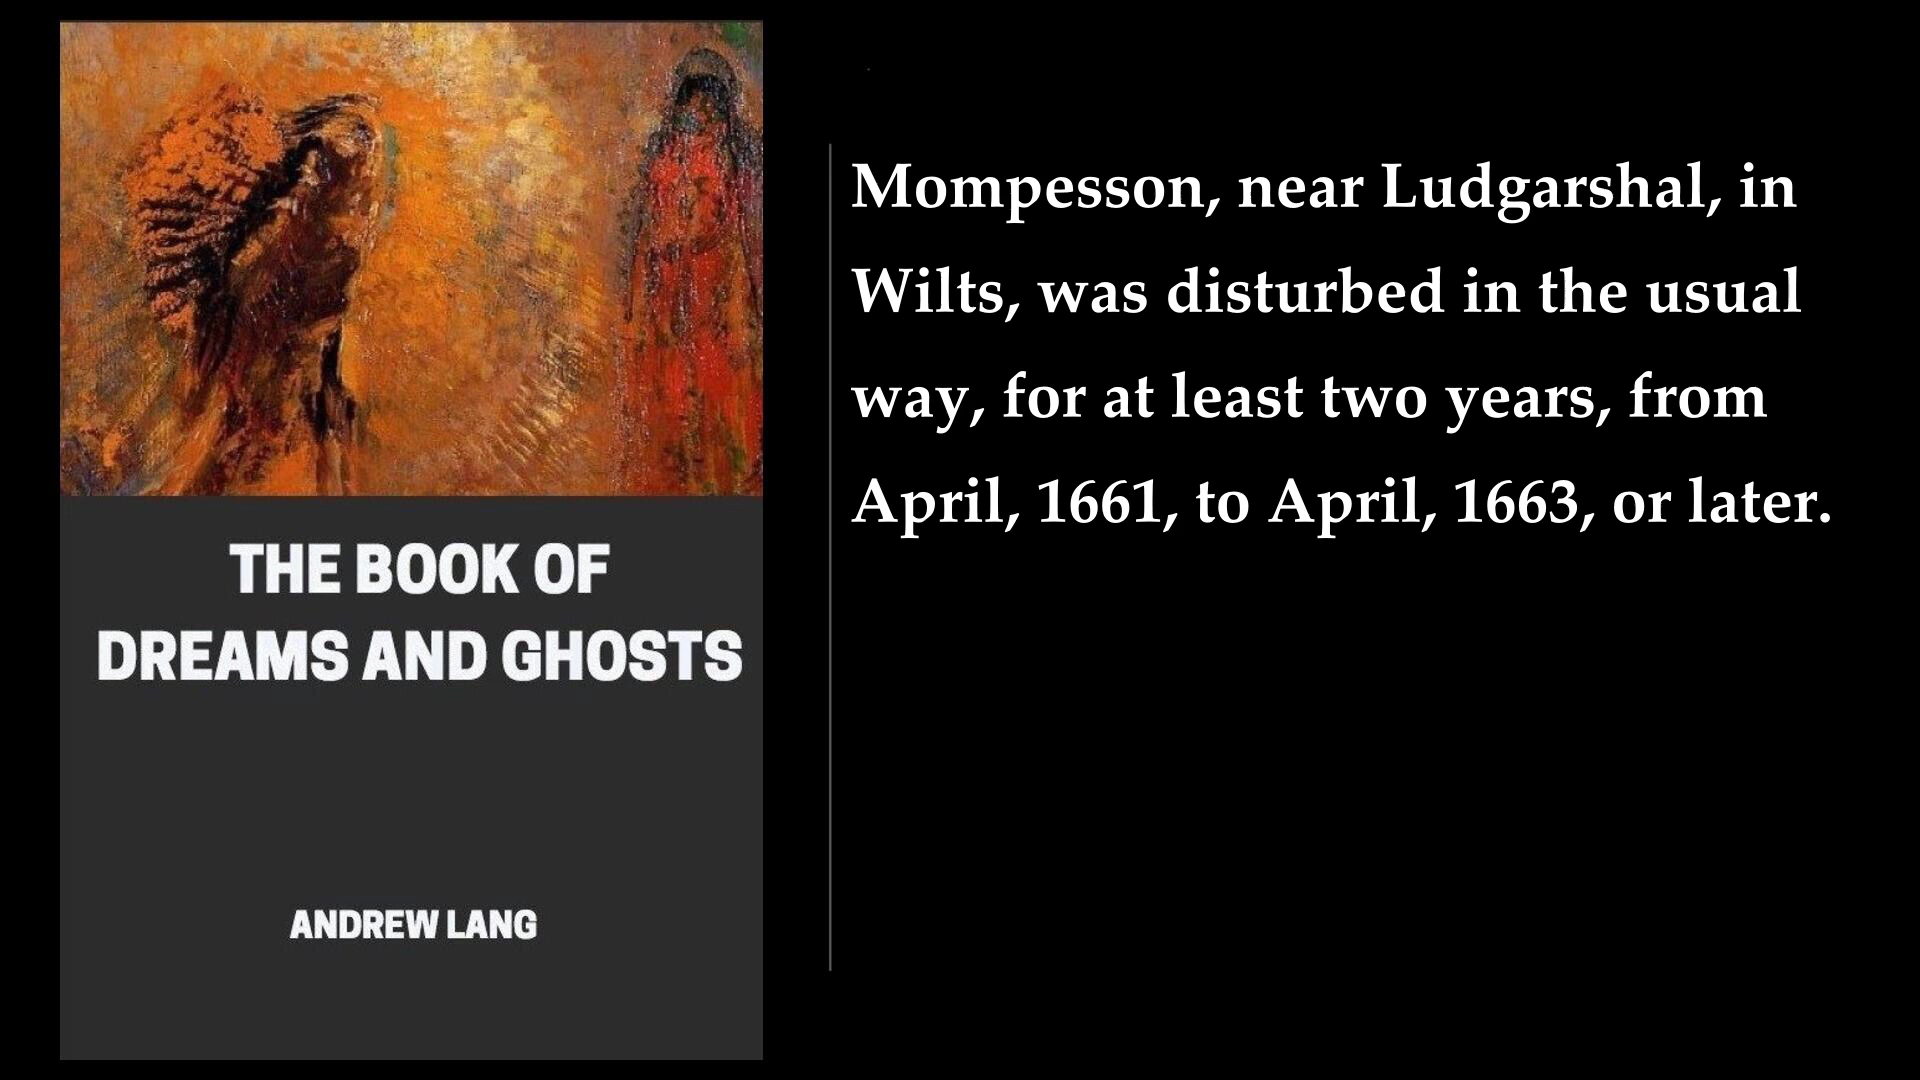 THE BOOK OF
DREAMS AND GHOSTS
ANDREW LANG
Mompesson, near Ludgarshal, in
Wilts, was disturbed in the usual
way, for at least two years, from
April, 1661, to April, 1663, or later.